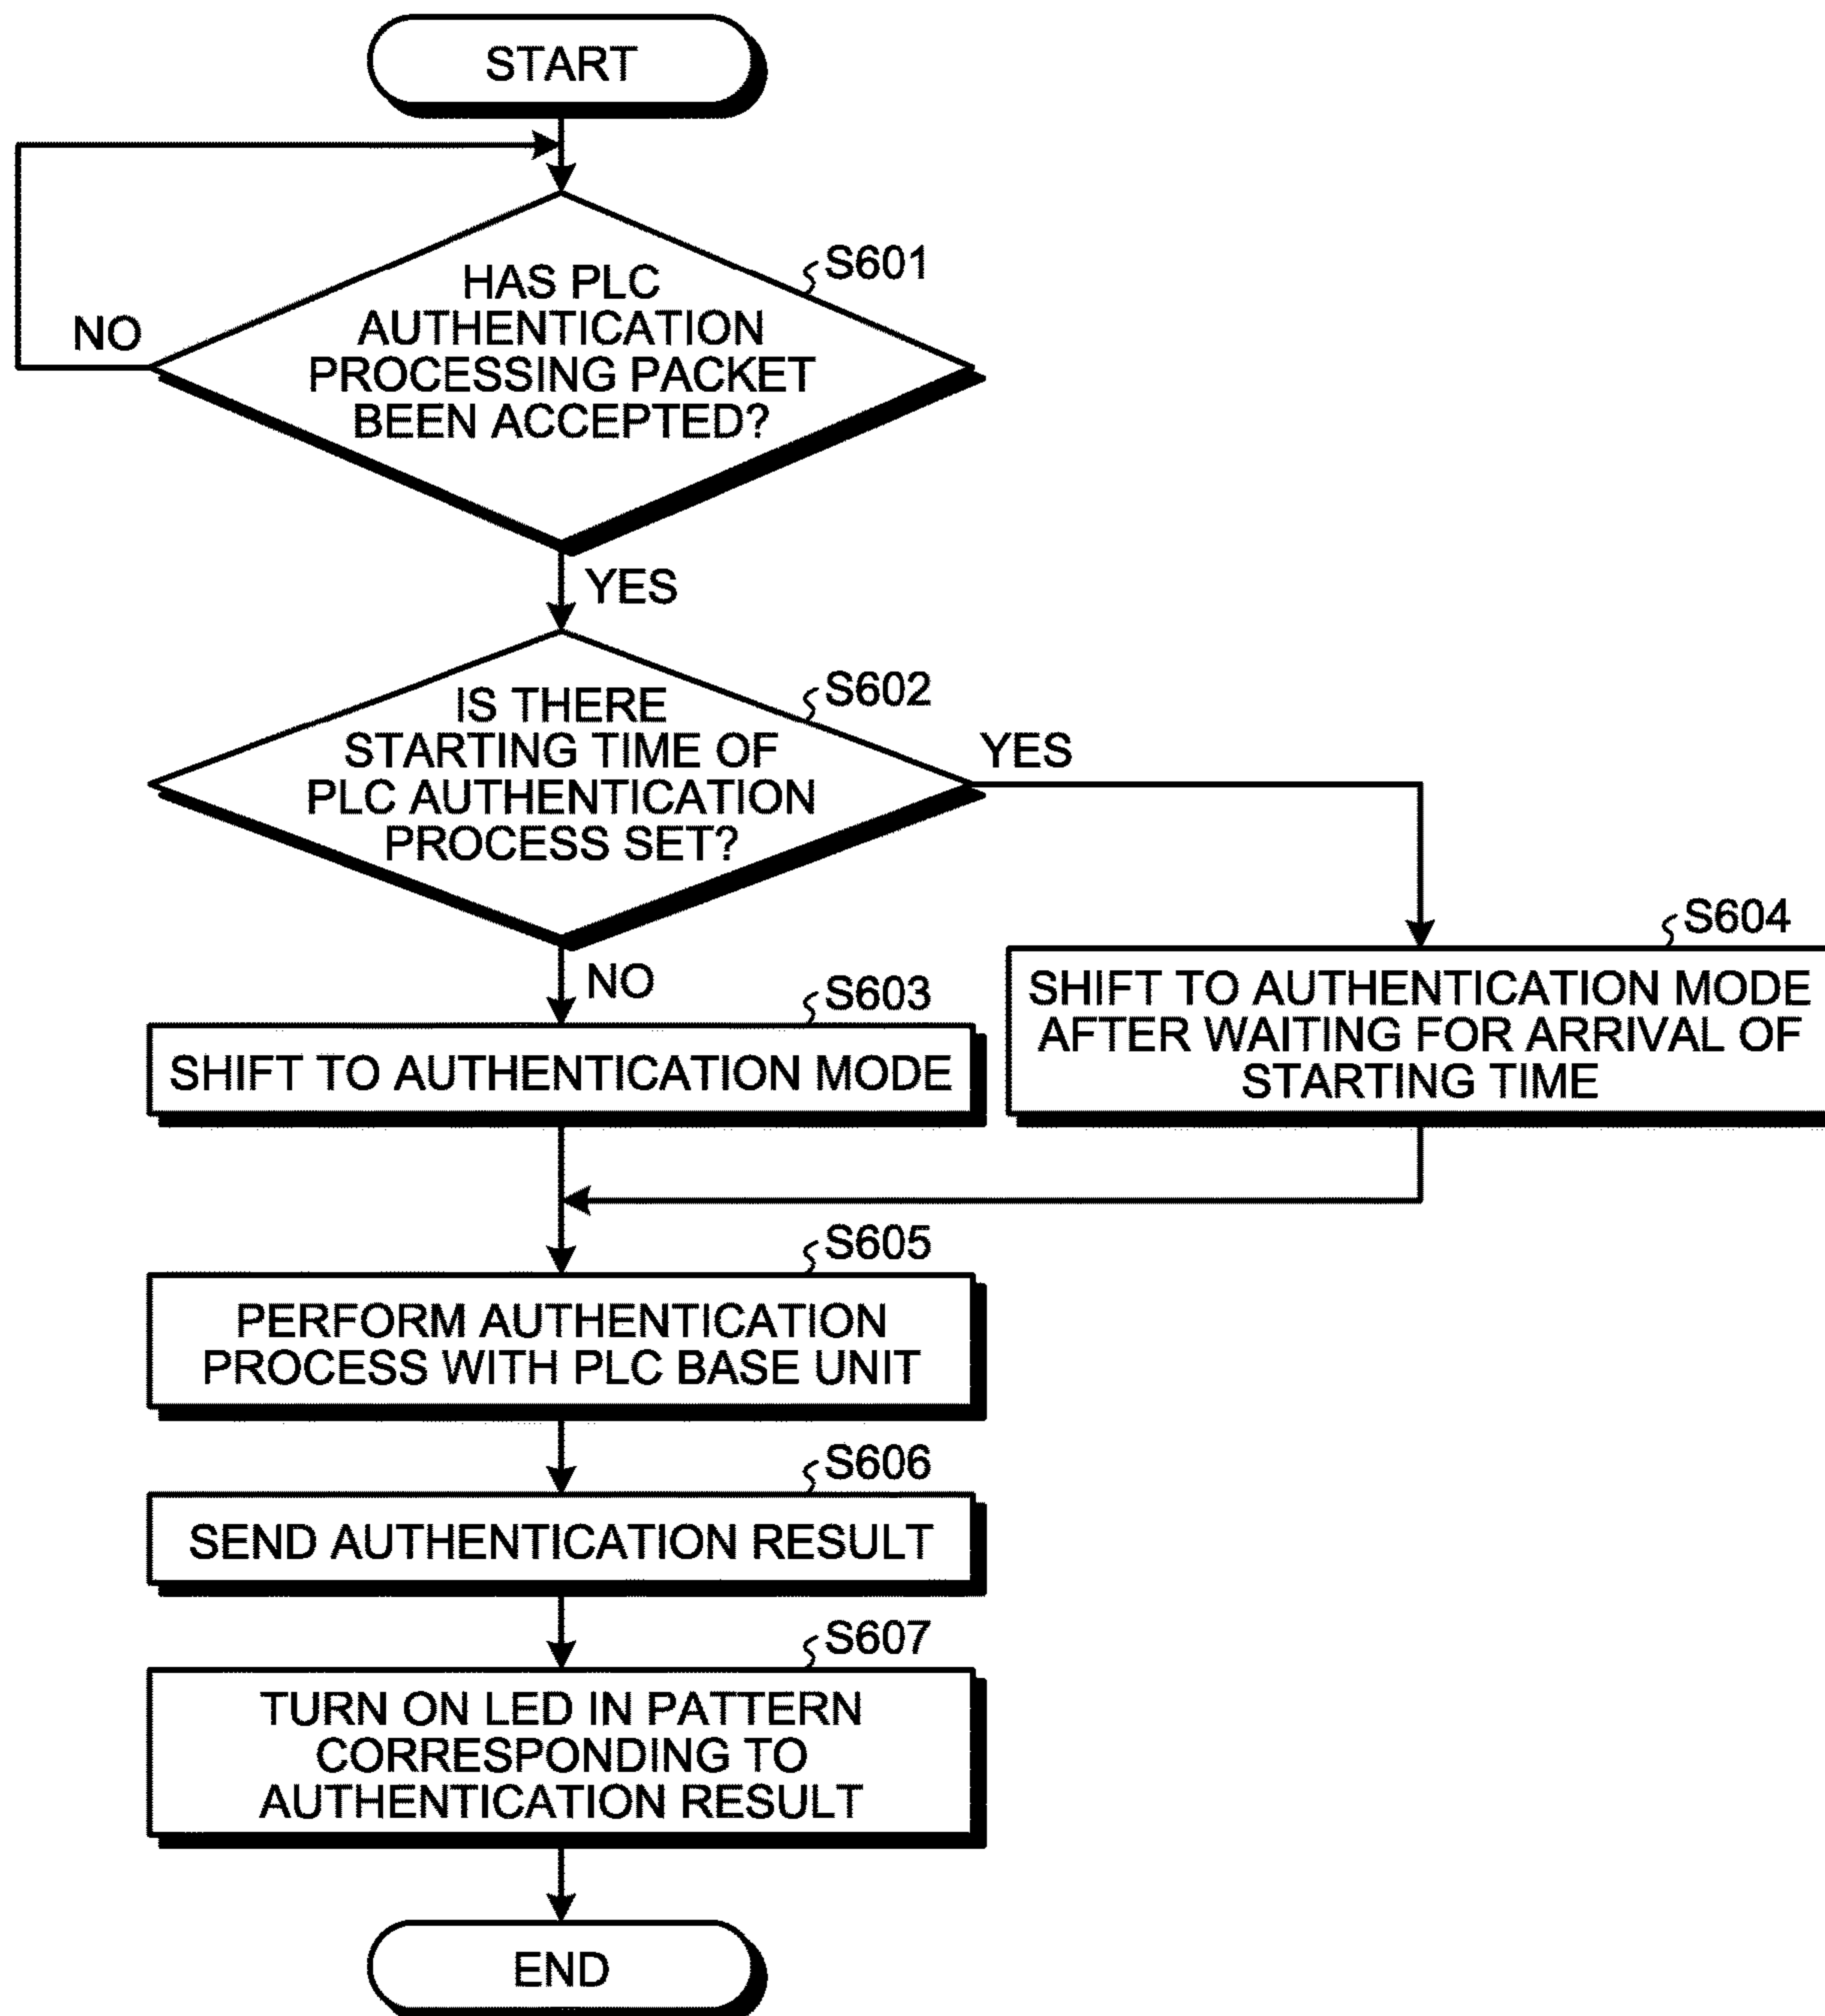 START
S601
HAS PLC
AUTHENTICATION
PROCESSING PACKET
BEEN ACCEPTED?
NO
YES
S602
IS THERE
STARTING TIME OF
PLC AUTHENTICATION
PROCESS SET?
YES
NO
S603
SHIFT TO AUTHENTICATION MODE
S604
SHIFT TO AUTHENTICATION MODE
AFTER WAITING FOR ARRIVAL OF
STARTING TIME
S605
PERFORM AUTHENTICATION
PROCESS WITH PLC BASE UNIT
S606
SEND AUTHENTICATION RESULT
S607
TURN ON LED IN PATTERN
CORRESPONDING TO
AUTHENTICATION RESULT
END